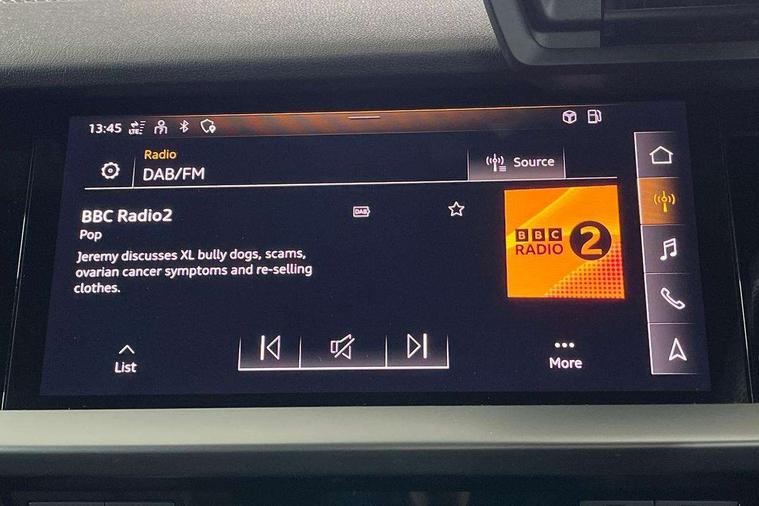 13:45 LTE
Radio
DAB/FM
Source
BBC Radio2
DAB
Pop
Jeremy discusses XL bully dogs, scams,
ovarian cancer symptoms and re-selling
clothes.
BBC
RADIO 2
List
More